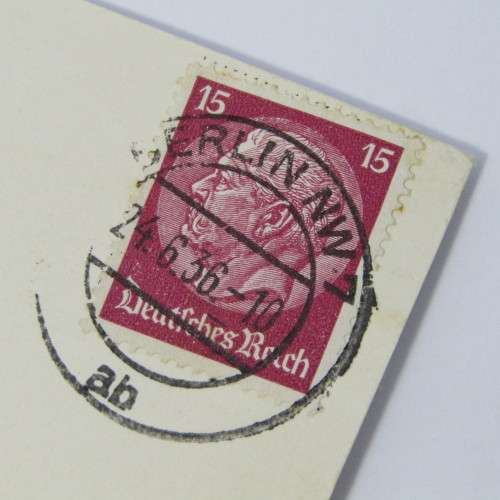 15 15
BERLIN NW 7
24.6.36.-10
Deutsches Reich
ab